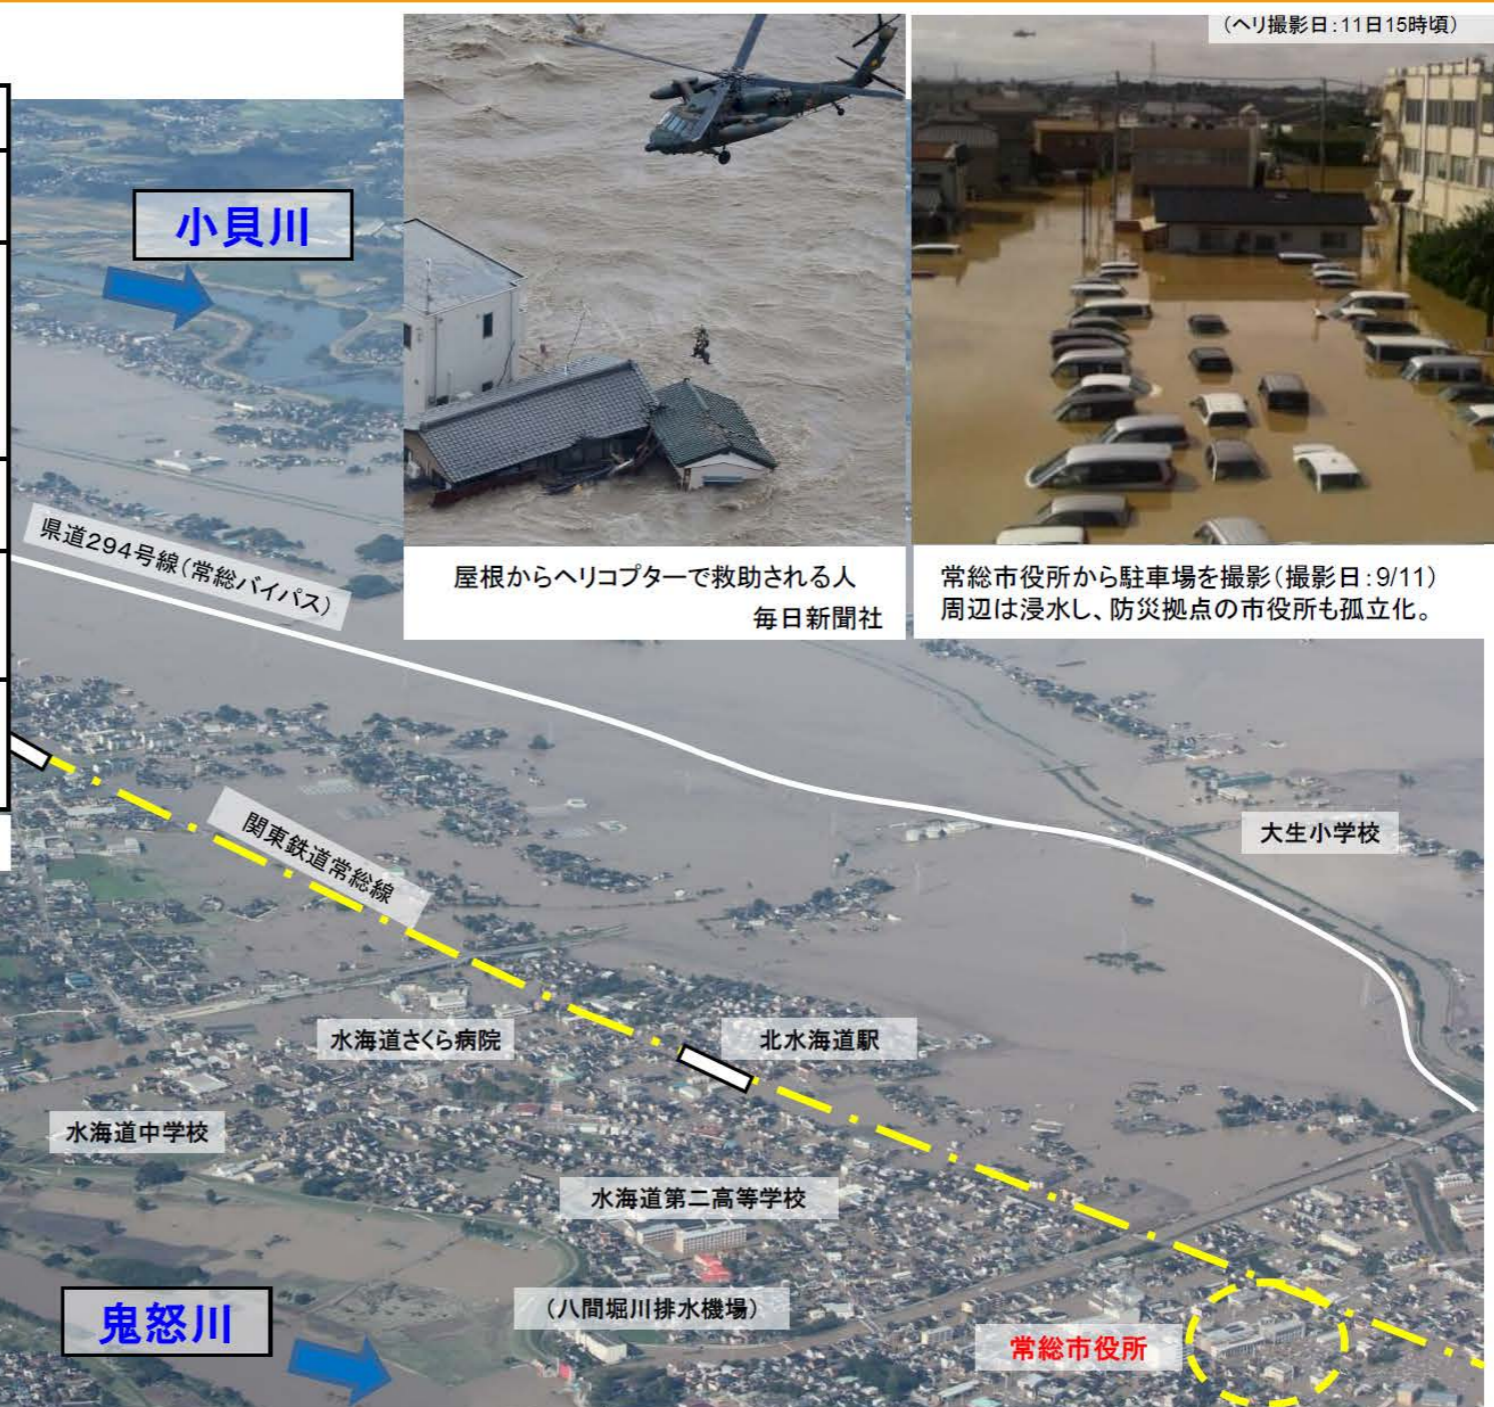 （ヘリ撮影日：11日15時頃）
小貝川
屋根からヘリコプターで救助される人
毎日新聞社
常総市役所から駐車場を撮影（撮影日：9/11）
周辺は浸水し、防災拠点の市役所も孤立化。
県道294号線（常総バイパス）
関東鉄道常総線
大生小学校
水海道さくら病院
北水海道駅
水海道中学校
水海道第二高等学校
（八間堀川排水機場）
鬼怒川
常総市役所